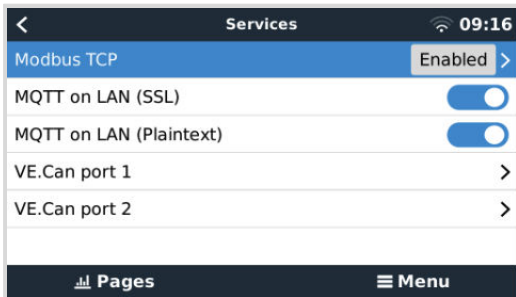 Services 09:16
Modbus TCP Enabled
MQTT on LAN (SSL)
MQTT on LAN (Plaintext)
VE.Can port 1
VE.Can port 2
Pages Menu